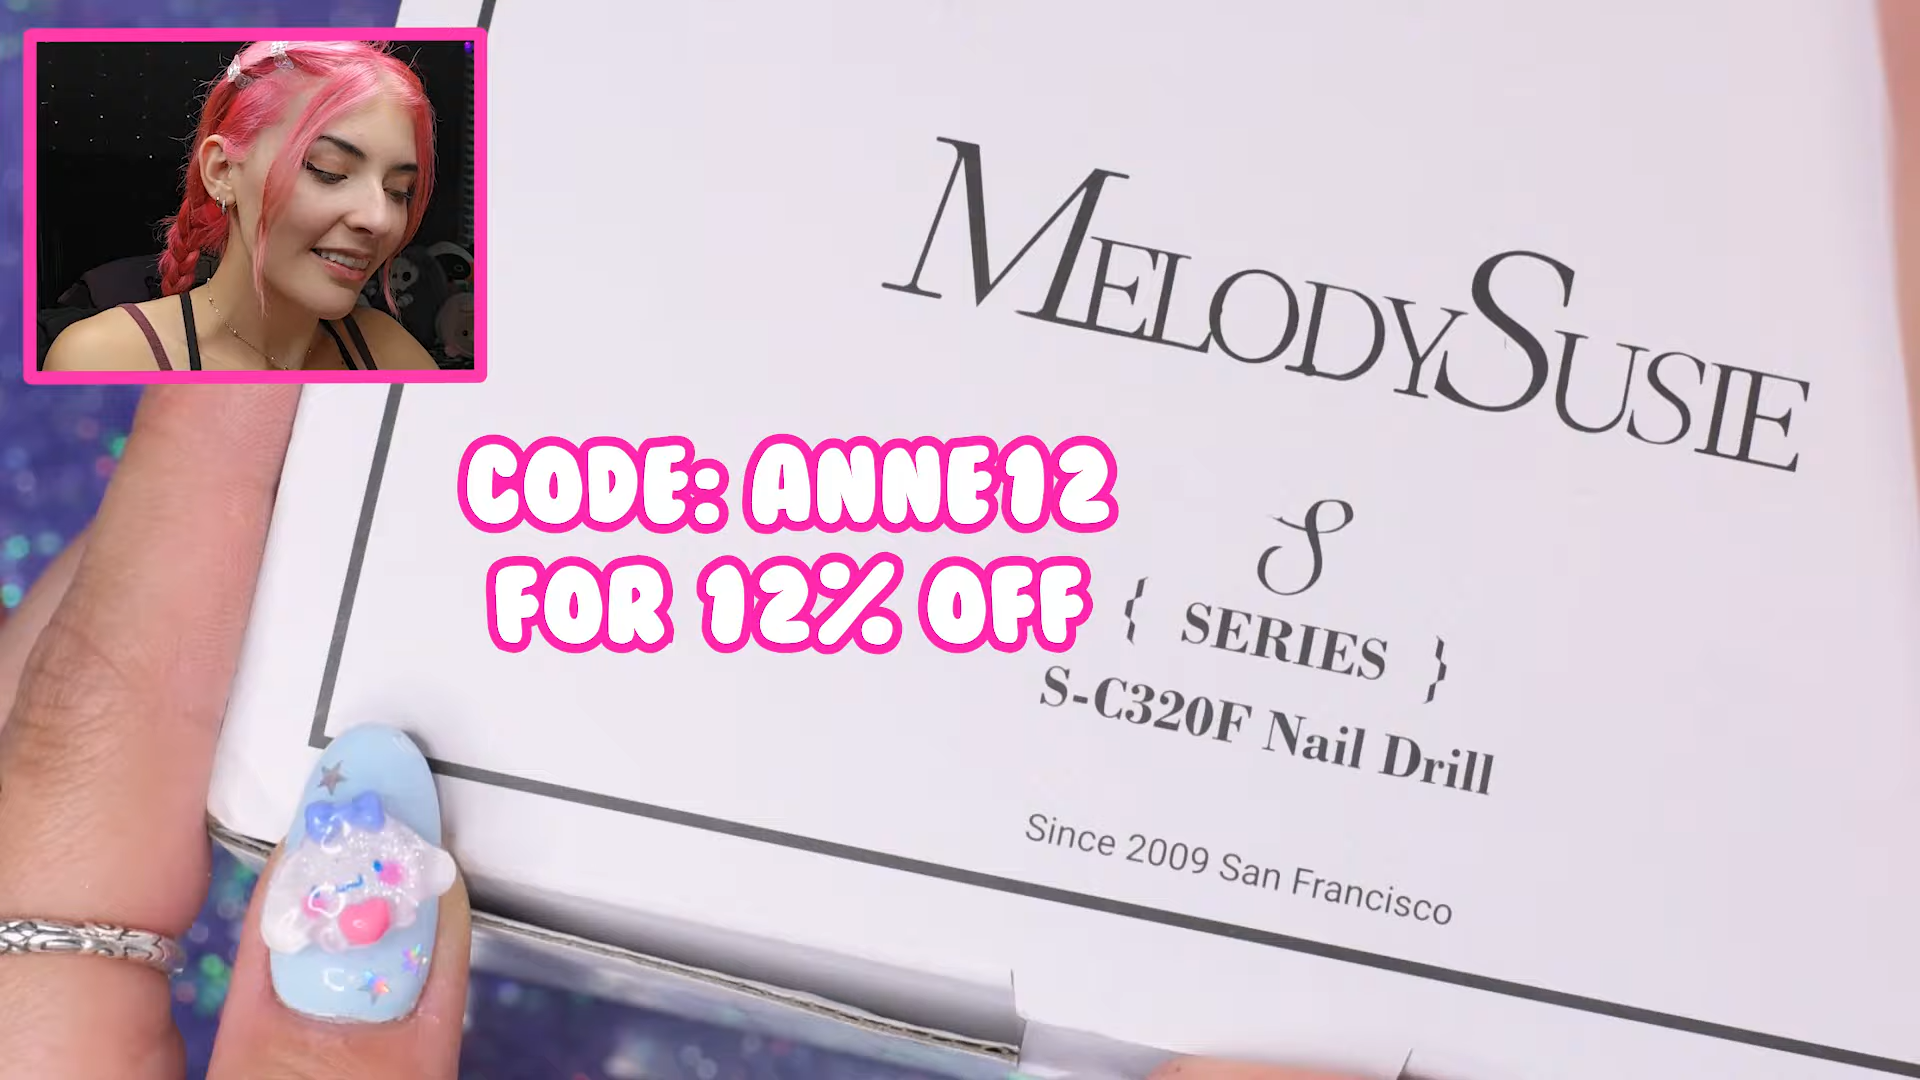 MELODYSUSIE
CODE: ANNE12
FOR 12% OFF
S
{ SERIES }
S-C320F Nail Drill
Since 2009 San Francisco